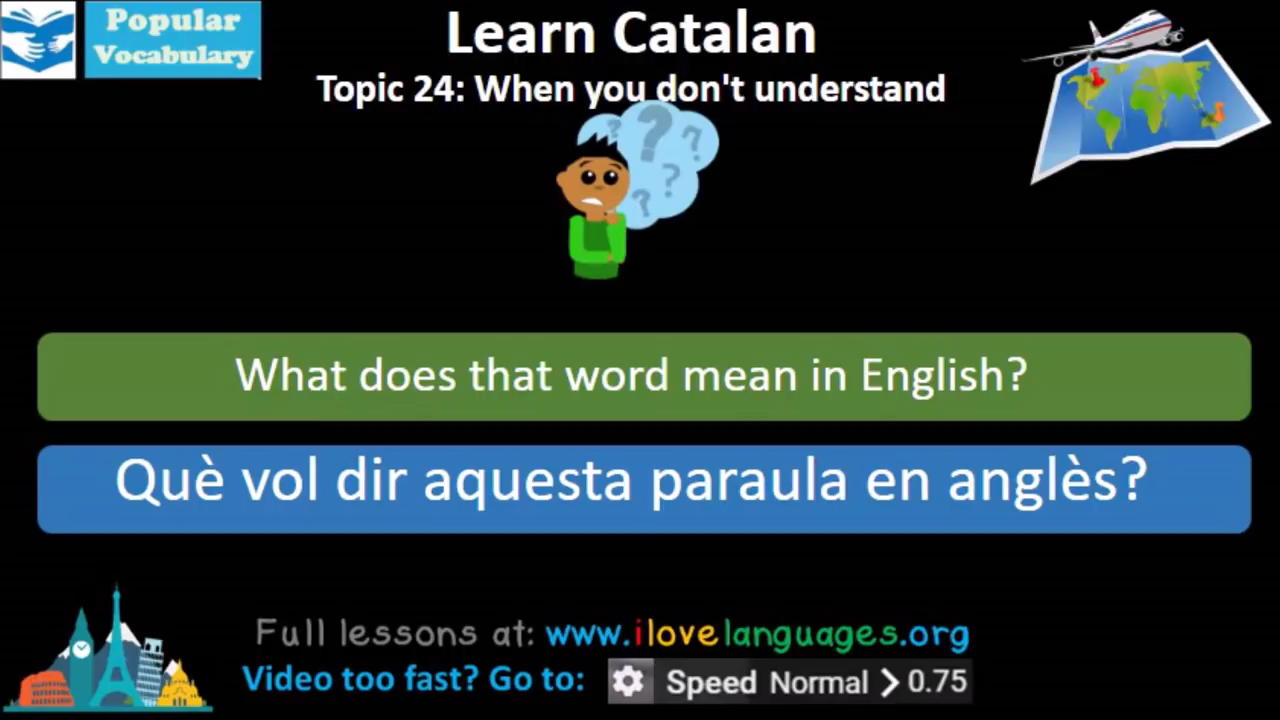 Popular
Vocabulary
Learn Catalan
Topic 24: When you don't understand
? ? ? ? ?
What does that word mean in English?
Què vol dir aquesta paraula en anglès?
Full lessons at: www.ilovelanguages.org
Video too fast? Go to: Speed Normal > 0.75